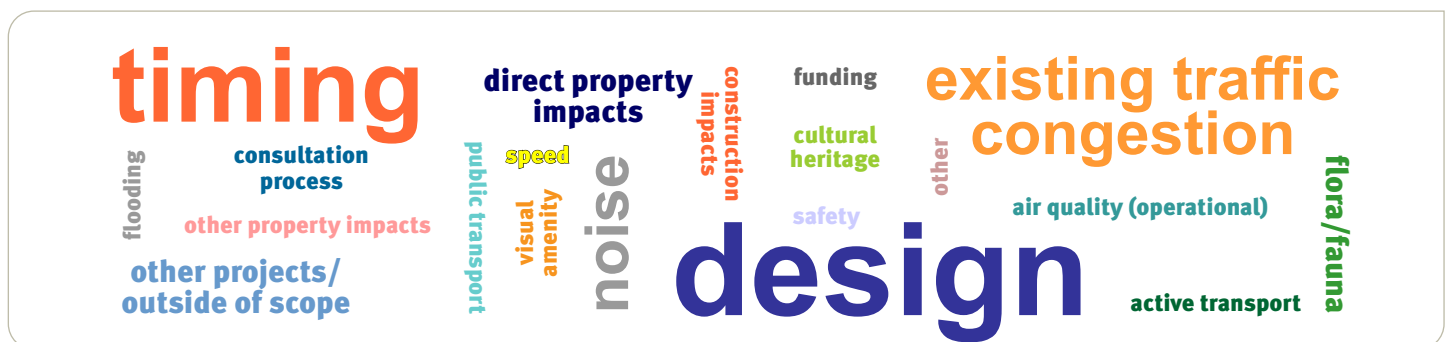 timing
direct property
impacts
construction
impacts
funding
existing traffic
congestion
flooding
consultation
process
public transport
speed
noise
cultural
heritage
other
flora/fauna
other property impacts
visual
amenity
safety
air quality (operational)
other projects/
outside of scope
design
active transport